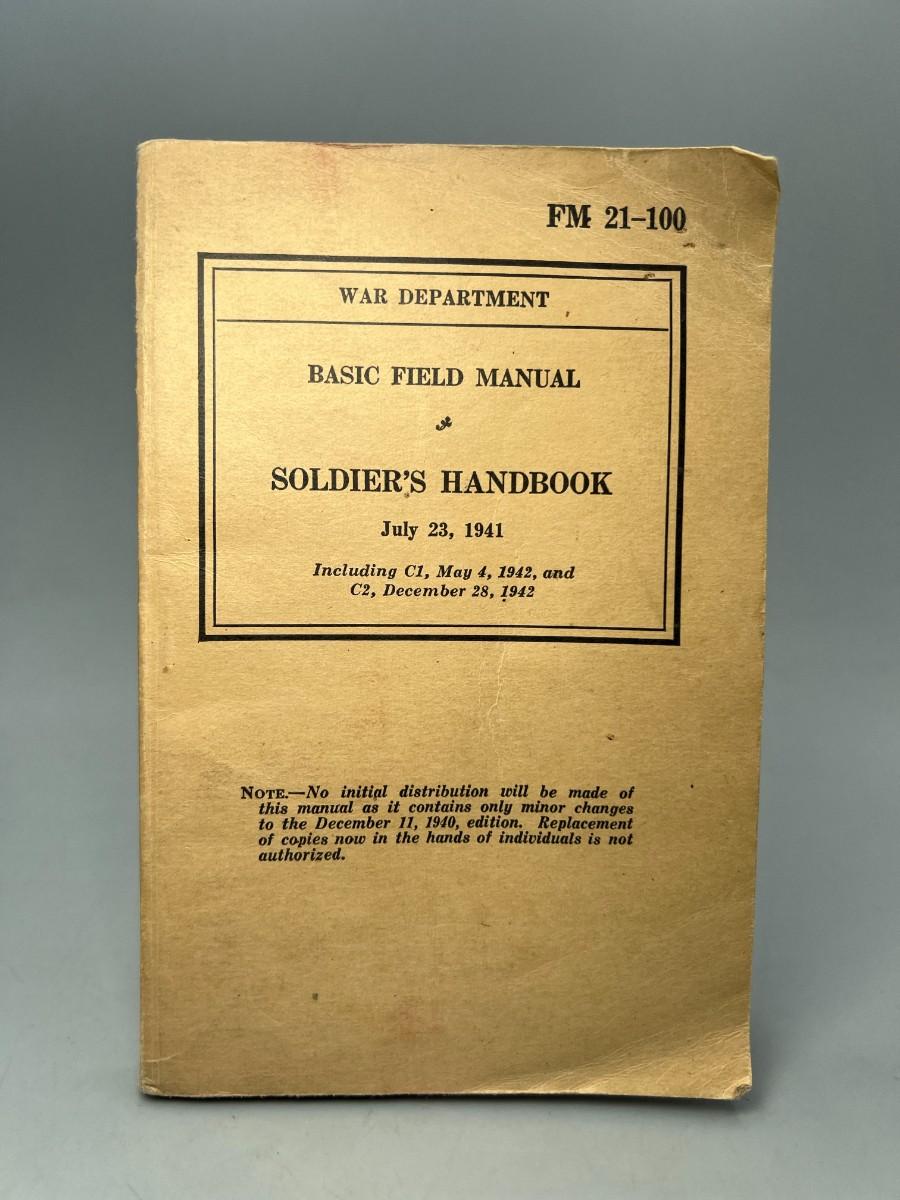 FM 21–100
WAR DEPARTMENT
BASIC FIELD MANUAL
SOLDIER'S HANDBOOK
July 23, 1941
Including C1, May 4, 1942, and
C2, December 28, 1942
NOTE.—No initial distribution will be made of
this manual as it contains only minor changes
to the December 11, 1940, edition. Replacement
of copies now in the hands of individuals is not
authorized.